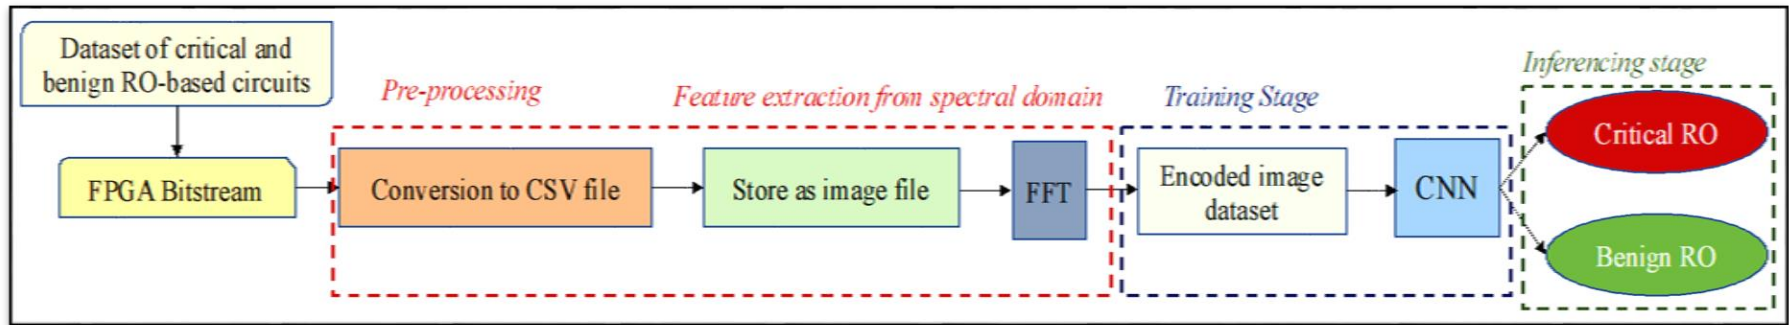 Dataset of critical and
benign RO-based circuits
FPGA Bitstream
Pre-processing
Feature extraction from spectral domain
Conversion to CSV file
Store as image file
FFT
Training Stage
Encoded image
dataset
CNN
Inferencing stage
Critical RO
Benign RO